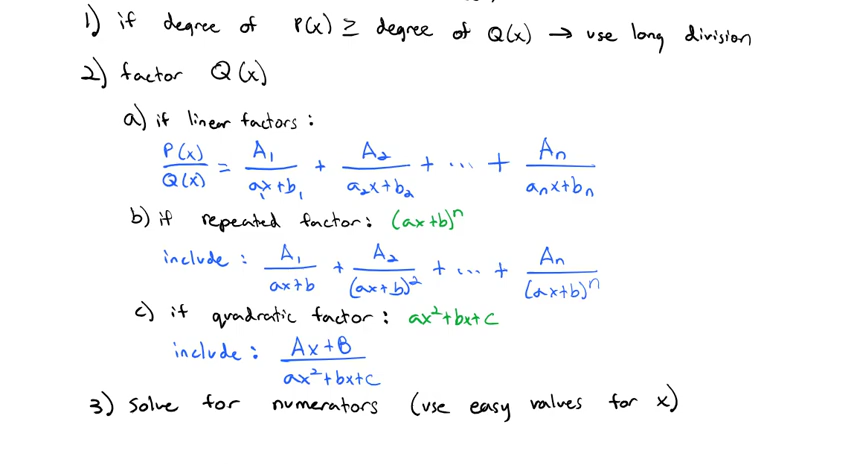 1) if degree of P(x) ≥ degree of Q(x) → use long division
2) factor Q(x)
a) if linear factors:
P(x)/Q(x) = A₁/(a₁x+b₁) + A₂/(a₂x+b₂) + ... + Aₙ/(aₙx+bₙ)
b) if repeated factor: (ax+b)ⁿ
include: A₁/(ax+b) + A₂/(ax+b)² + ... + Aₙ/(ax+b)ⁿ
c) if quadratic factor: ax²+bx+c
include: (Ax+B)/(ax²+bx+c)
3) Solve for numerators (use easy values for x)